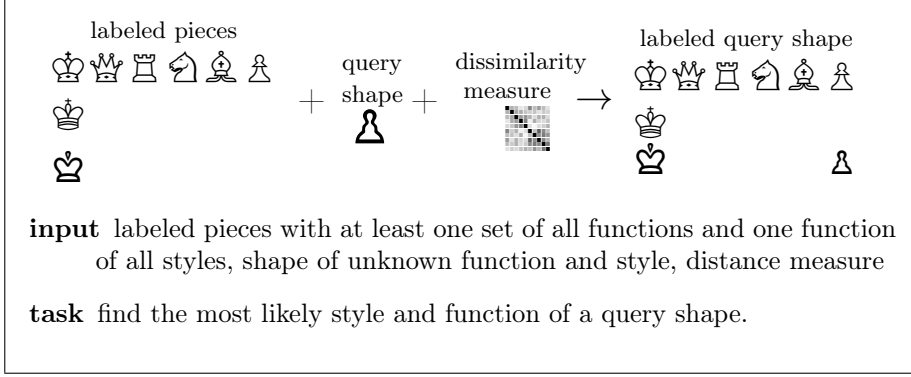 labeled pieces
query
shape
dissimilarity
measure
labeled query shape
+ + →
input labeled pieces with at least one set of all functions and one function
of all styles, shape of unknown function and style, distance measure
task find the most likely style and function of a query shape.